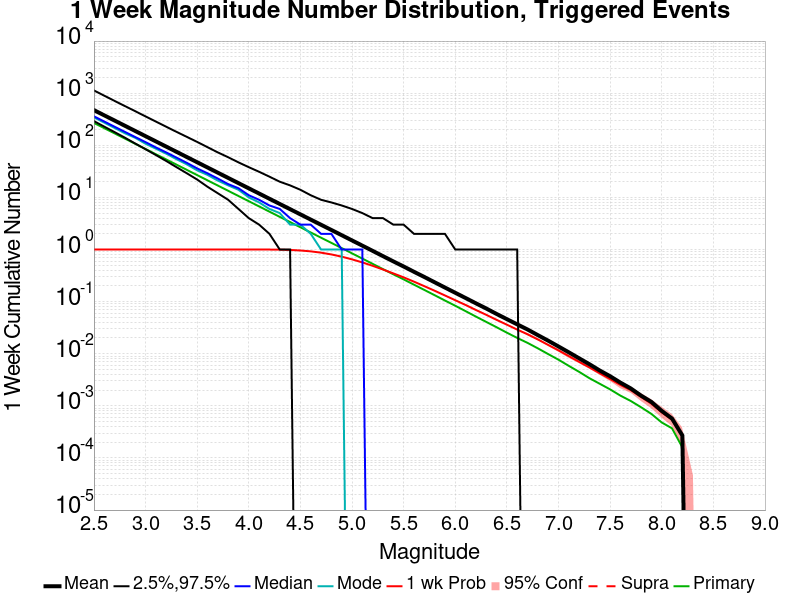 1 Week Magnitude Number Distribution, Triggered Events
1 Week Cumulative Number
10^4
10^3
10^2
10^1
10^0
10^-1
10^-2
10^-3
10^-4
10^-5
2.5 3.0 3.5 4.0 4.5 5.0 5.5 6.0 6.5 7.0 7.5 8.0 8.5 9.0
Magnitude
Mean 2.5%,97.5% Median Mode 1 wk Prob 95% Conf Supra Primary